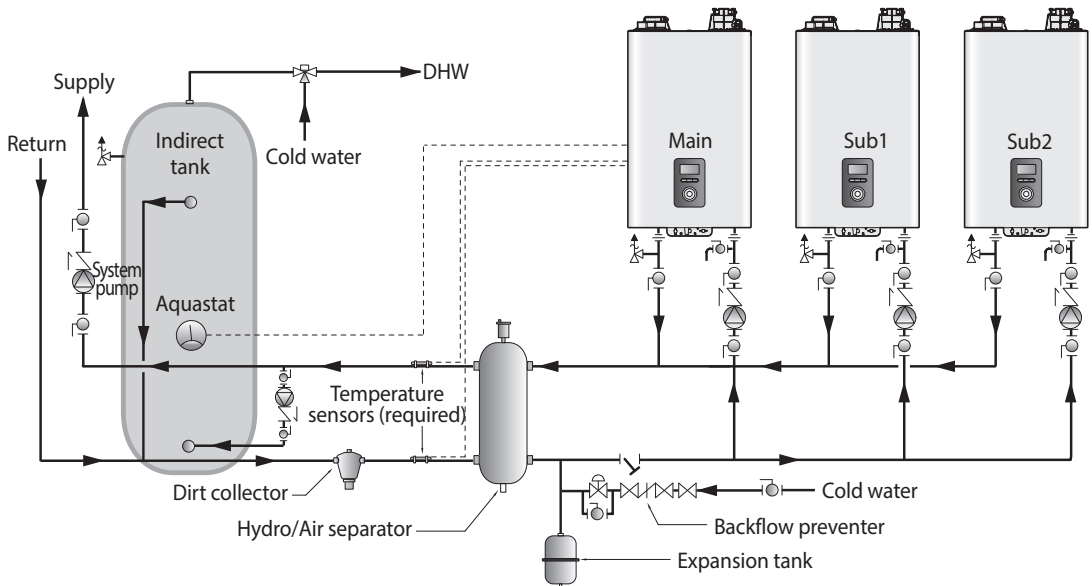 Supply
Return
Indirect
tank
DHW
Cold water
Main
Sub1
Sub2
System
pump
Aquastat
Temperature
sensors (required)
Dirt collector
Hydro/Air separator
Cold water
Backflow preventer
Expansion tank